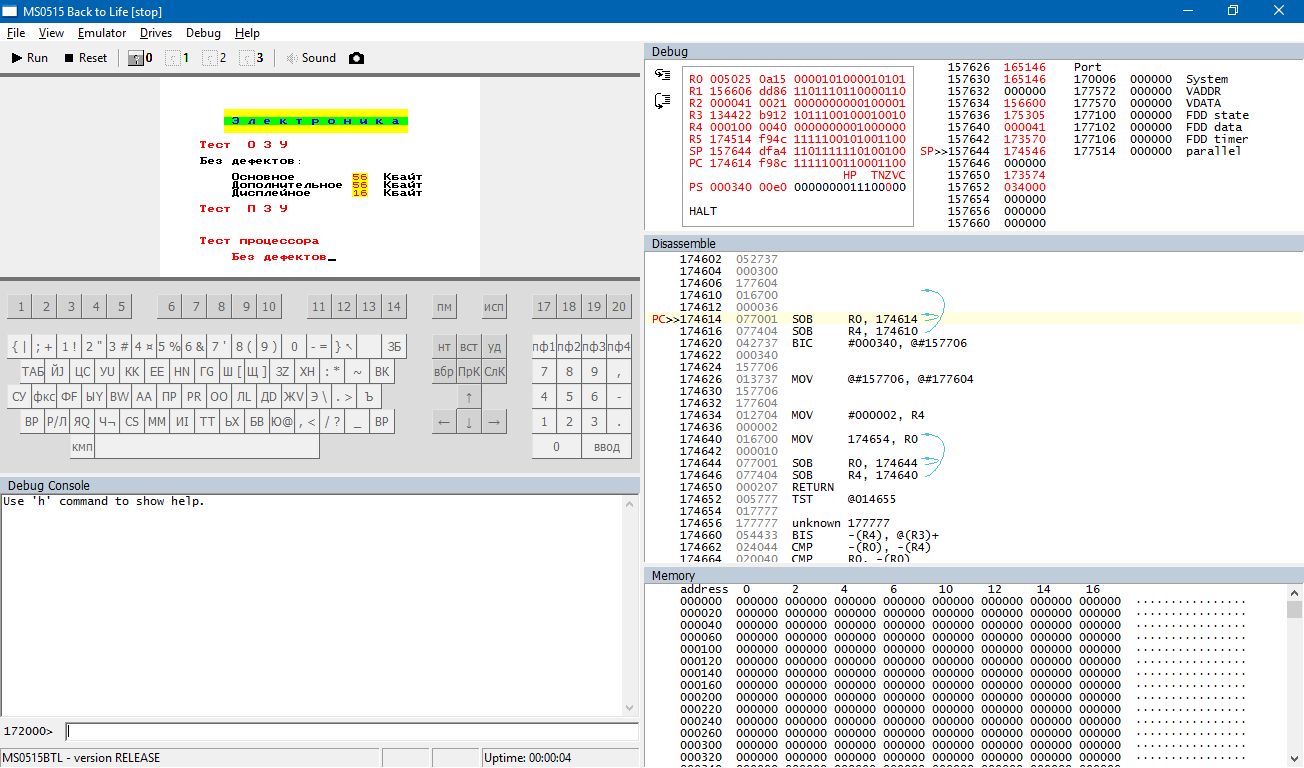 MS0515 Back to Life [stop]
File View Emulator Drives Debug Help
Run Reset 0 1 2 3 Sound
Э л е к т р о н и к а
Тест О З У
Без дефектов:
Основное 56 Кбайт
Дополнительное 56 Кбайт
Дисплейное 16 Кбайт
Тест П З У
Тест процессора
Без дефектов_
1 2 3 4 5 6 7 8 9 10 11 12 13 14 пм исп 17 18 19 20
{ | ; + 1 ! 2 " 3 # 4 ¤ 5 % 6 & 7 ' 8 ( 9 ) 0 - = } ↖ ЗБ нт вст уд пф1 пф2 пф3 пф4
ТАБ ЙJ ЦС УU КК ЕЕ НN ГG Ш [ Щ ] ЗZ ХН : * ~ ВК вбр ПрК СлК 7 8 9 ,
СУ фкс ФF ЫY ВW АА ПР РR ОО ЛL ДD ЖV Э \ . > Ъ ↑ 4 5 6 -
ВР Р/Л ЯQ Ч¬ СS ММ ИI ТТ ЬХ БВ Ю@ , < / ? _ ВР ← ↓ → 1 2 3 .
кмп 0 ввод
Debug Console
Use 'h' command to show help.
172000>
MS0515BTL - version RELEASE Uptime: 00:00:04
Debug
R0 005025 0a15 0000101000010101
R1 156606 dd86 1101110110000110
R2 000041 0021 0000000000100001
R3 134422 b912 1011100100010010
R4 000100 0040 0000000001000000
R5 174514 f94c 1111100101001100
SP 157644 dfa4 1101111110100100
PC 174614 f98c 1111100110001100
HP TNZVC
PS 000340 00e0 0000000011100000
HALT
157626 165146
157630 165146
157632 000000
157634 156600
157636 175305
157640 000041
157642 173570
SP>>157644 174546
157646 000000
157650 173574
157652 034000
157654 000000
157656 000000
157660 000000
Port
170006 000000 System
177572 000000 VADDR
177570 000000 VDATA
177100 000000 FDD state
177102 000000 FDD data
177106 000000 FDD timer
177514 000000 parallel
Disassemble
174602 052737
174604 000300
174606 177604
174610 016700
174612 000036
PC>>174614 077001 SOB R0, 174614
174616 077404 SOB R4, 174610
174620 042737 BIC #000340, @#157706
174622 000340
174624 157706
174626 013737 MOV @#157706, @#177604
174630 157706
174632 177604
174634 012704 MOV #000002, R4
174636 000002
174640 016700 MOV 174654, R0
174642 000010
174644 077001 SOB R0, 174644
174646 077404 SOB R4, 174640
174650 000207 RETURN
174652 005777 TST @014655
174654 017777
174656 177777 unknown 177777
174660 054433 BIS -(R4), @(R3)+
174662 024044 CMP -(R0), -(R4)
174664 020040 CMP R0, -(R0)
Memory
address 0 2 4 6 10 12 14 16
000000 000000 000000 000000 000000 000000 000000 000000 000000 ................
000020 000000 000000 000000 000000 000000 000000 000000 000000 ................
000040 000000 000000 000000 000000 000000 000000 000000 000000 ................
000060 000000 000000 000000 000000 000000 000000 000000 000000 ................
000100 000000 000000 000000 000000 000000 000000 000000 000000 ................
000120 000000 000000 000000 000000 000000 000000 000000 000000 ................
000140 000000 000000 000000 000000 000000 000000 000000 000000 ................
000160 000000 000000 000000 000000 000000 000000 000000 000000 ................
000200 000000 000000 000000 000000 000000 000000 000000 000000 ................
000220 000000 000000 000000 000000 000000 000000 000000 000000 ................
000240 000000 000000 000000 000000 000000 000000 000000 000000 ................
000260 000000 000000 000000 000000 000000 000000 000000 000000 ................
000300 000000 000000 000000 000000 000000 000000 000000 000000 ................
000320 000000 000000 000000 000000 000000 000000 000000 000000 ................